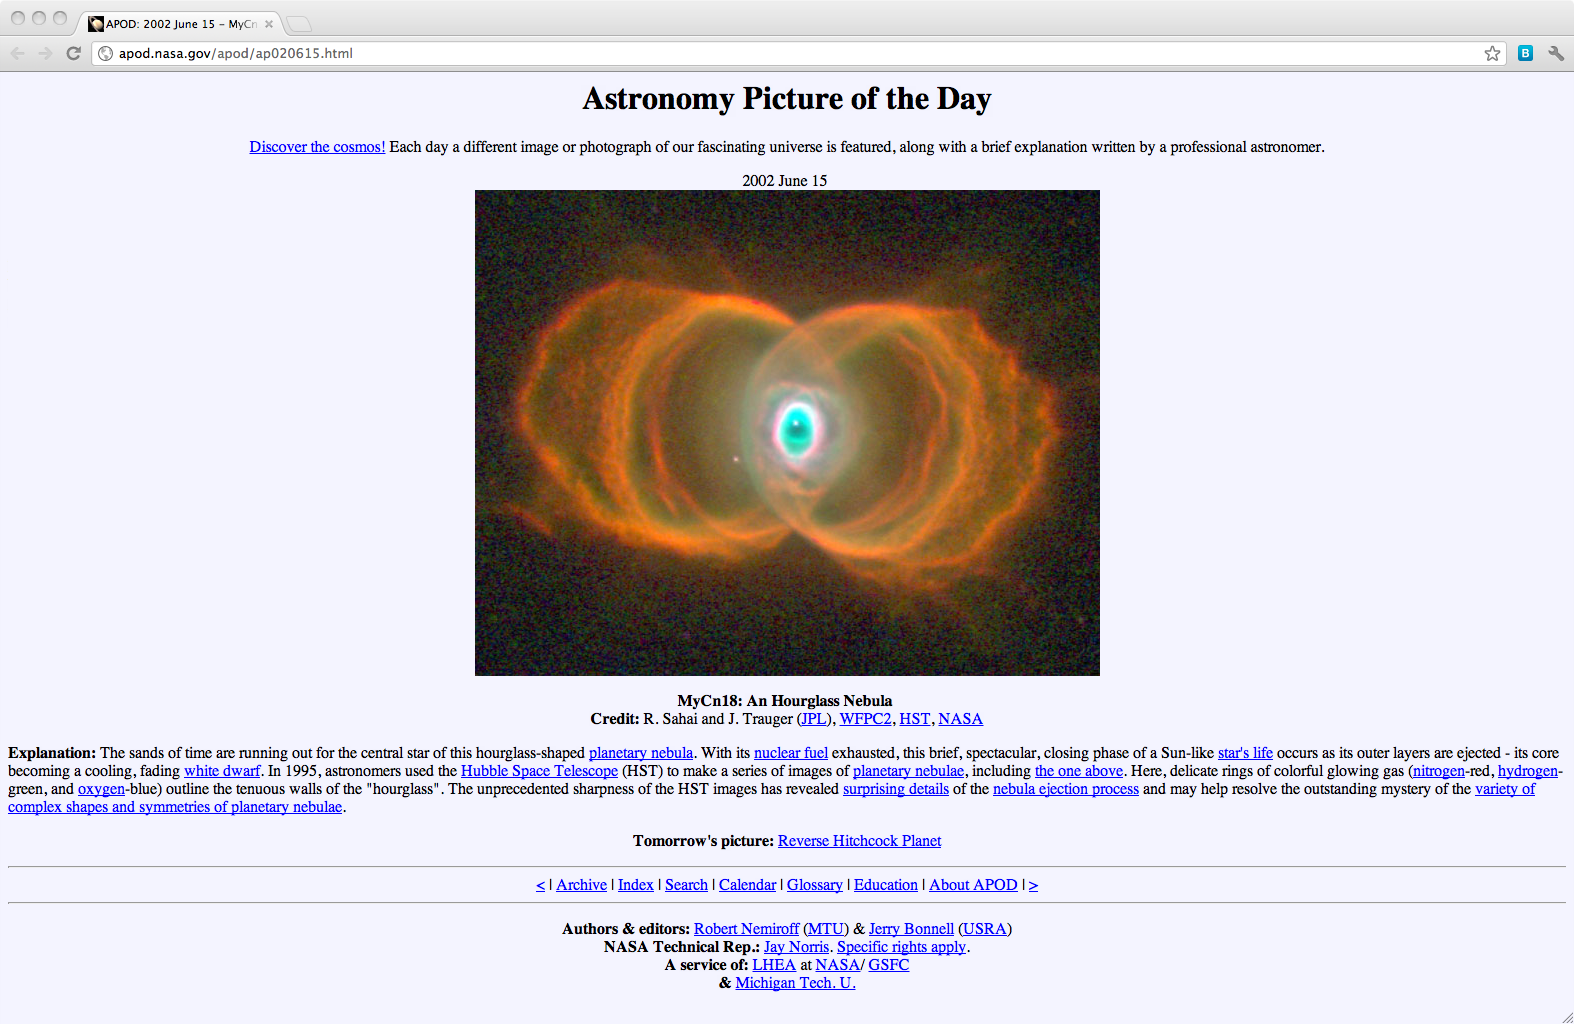 APOD: 2002 June 15 – MyCn
apod.nasa.gov/apod/ap020615.html
B
Astronomy Picture of the Day
Discover the cosmos! Each day a different image or photograph of our fascinating universe is featured, along with a brief explanation written by a professional astronomer.
2002 June 15
MyCn18: An Hourglass Nebula
Credit: R. Sahai and J. Trauger (JPL), WFPC2, HST, NASA
Explanation: The sands of time are running out for the central star of this hourglass-shaped planetary nebula. With its nuclear fuel exhausted, this brief, spectacular, closing phase of a Sun-like star's life occurs as its outer layers are ejected - its core
becoming a cooling, fading white dwarf. In 1995, astronomers used the Hubble Space Telescope (HST) to make a series of images of planetary nebulae, including the one above. Here, delicate rings of colorful glowing gas (nitrogen-red, hydrogen-
green, and oxygen-blue) outline the tenuous walls of the "hourglass". The unprecedented sharpness of the HST images has revealed surprising details of the nebula ejection process and may help resolve the outstanding mystery of the variety of
complex shapes and symmetries of planetary nebulae.
Tomorrow's picture: Reverse Hitchcock Planet
< | Archive | Index | Search | Calendar | Glossary | Education | About APOD | >
Authors & editors: Robert Nemiroff (MTU) & Jerry Bonnell (USRA)
NASA Technical Rep.: Jay Norris. Specific rights apply.
A service of: LHEA at NASA/ GSFC
& Michigan Tech. U.